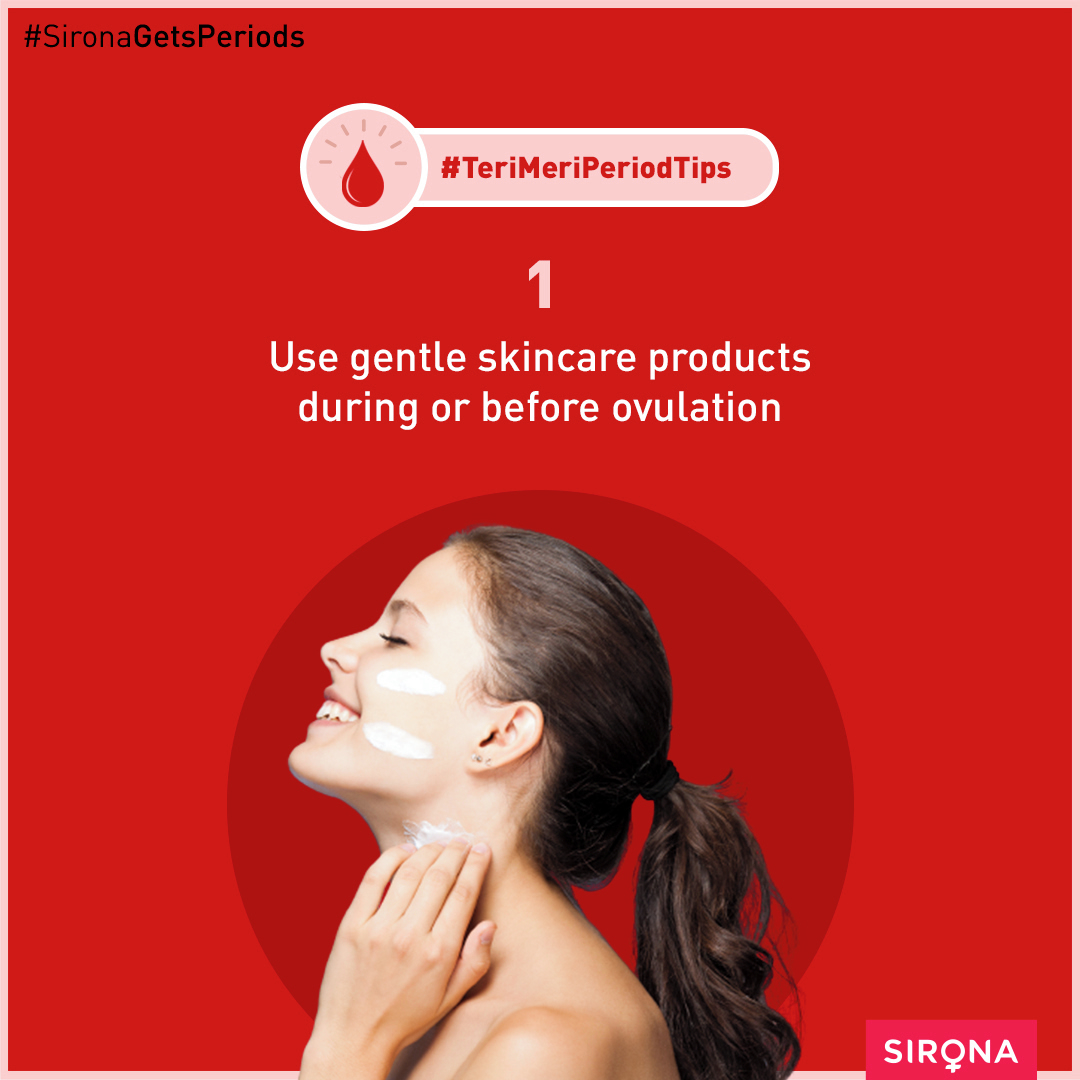 #SironaGetsPeriods
#TeriMeriPeriodTips
1
Use gentle skincare products
during or before ovulation
SIRONA